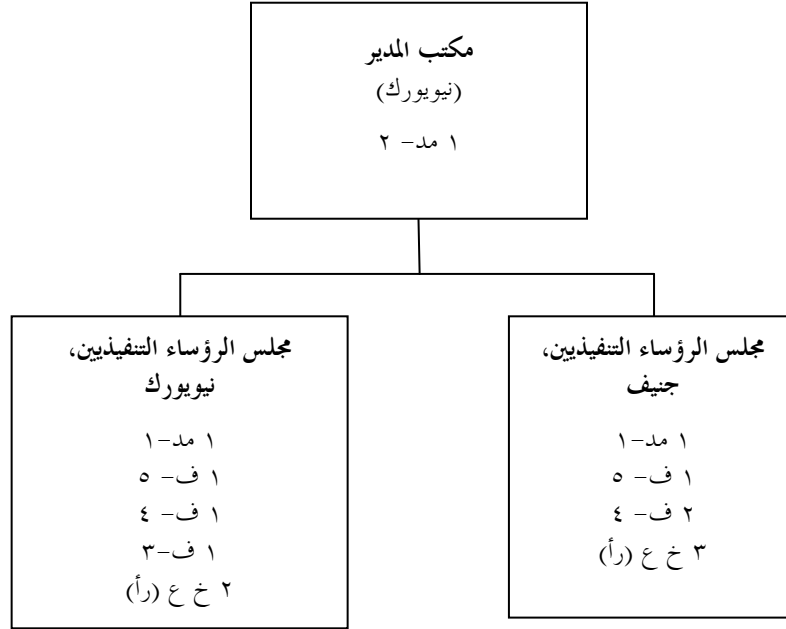 مكتب المدير
(نيويورك)
١ مد– ٢
مجلس الرؤساء التنفيذيين،
جنيف
١ مد–١
١ ف– ٥
٢ ف– ٤
٣ خ ع (رأ)
مجلس الرؤساء التنفيذيين،
نيويورك
١ مد–١
١ ف– ٥
١ ف– ٤
١ ف–٣
٢ خ ع (رأ)